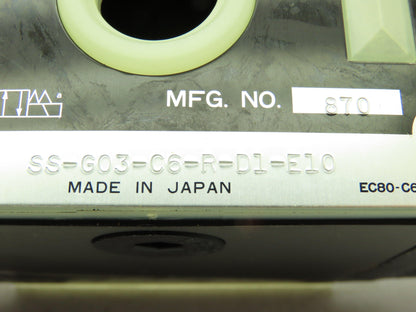 MFG. NO. 870
SS-G03-C6-R-D1-E10
MADE IN JAPAN EC80-C6